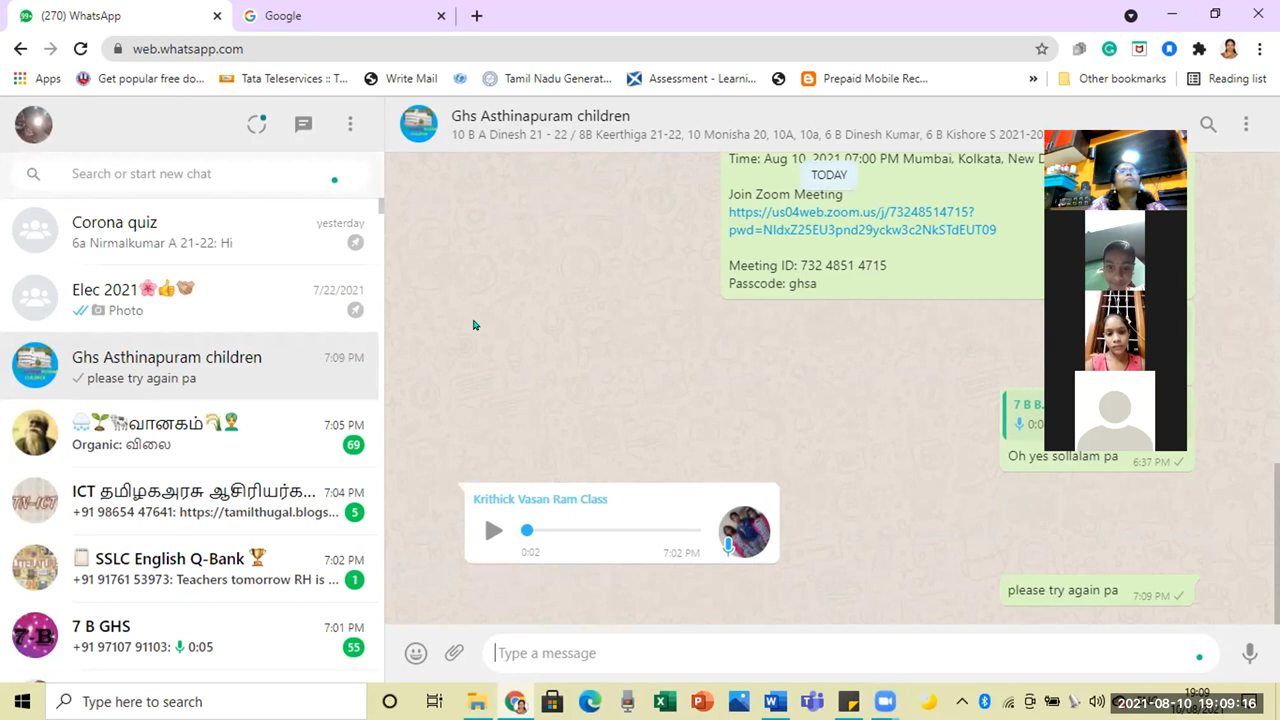 (270) WhatsApp
Google
web.whatsapp.com
Apps
Get popular free do...
Tata Teleservices :: T...
Write Mail
Tamil Nadu Generat...
Assessment - Learni...
Prepaid Mobile Rec...
»
Other bookmarks
Reading list
Ghs Asthinapuram children
10 B A Dinesh 21 - 22 / 8B Keerthiga 21-22, 10 Monisha 20, 10A, 10a, 6 B Dinesh Kumar, 6 B Kishore S 2021-20
Search or start new chat
Corona quiz
yesterday
6a Nirmalkumar A 21-22: Hi
Elec 2021🌸👍🐻
7/22/2021
Photo
Ghs Asthinapuram children
7:09 PM
please try again pa
வானகம்
7:05 PM
Organic: விலை
69
ICT தமிழகஅரசு ஆசிரியர்க...
7:04 PM
+91 98654 47641: https://tamilthugal.blogs...
5
SSLC English Q-Bank 🏆
7:02 PM
+91 91761 53973: Teachers tomorrow RH is ...
1
7-B
7 B GHS
7:01 PM
+91 97107 91103: 0:05
55
Time: Aug 10, 2021 07:00 PM Mumbai, Kolkata, New D
TODAY
Join Zoom Meeting
https://us04web.zoom.us/j/73248514715?
pwd=NIdxZ25EU3pnd29yckw3c2NkSTdEUT09
Meeting ID: 732 4851 4715
Passcode: ghsa
7 B B.
0:0
Oh yes sollalam pa
6:37 PM
Krithick Vasan Ram Class
0:02
7:02 PM
please try again pa
7:09 PM
Type a message
Type here to search
19:09
2021-08-10 19:09:16